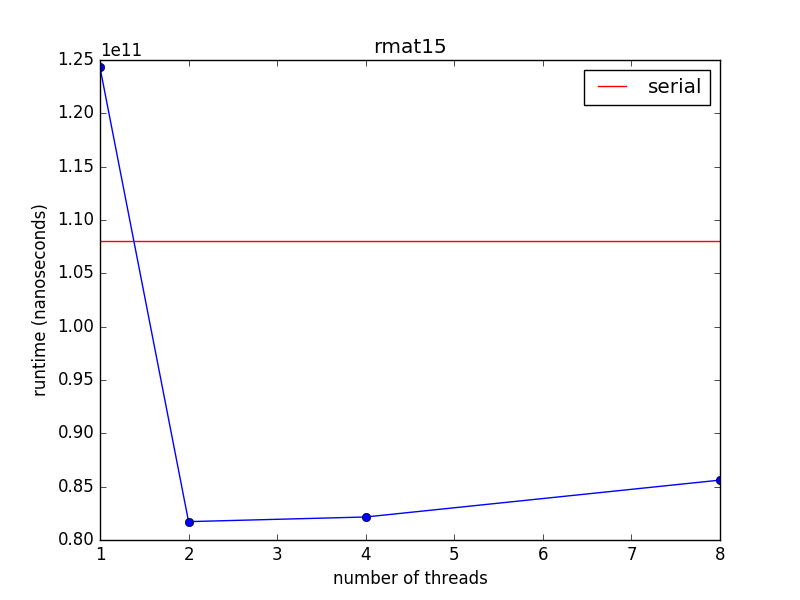 rmat15
1e11
serial
1.25
1.20
1.15
1.10
1.05
1.00
0.95
0.90
0.85
0.80
runtime (nanoseconds)
1 2 3 4 5 6 7 8
number of threads